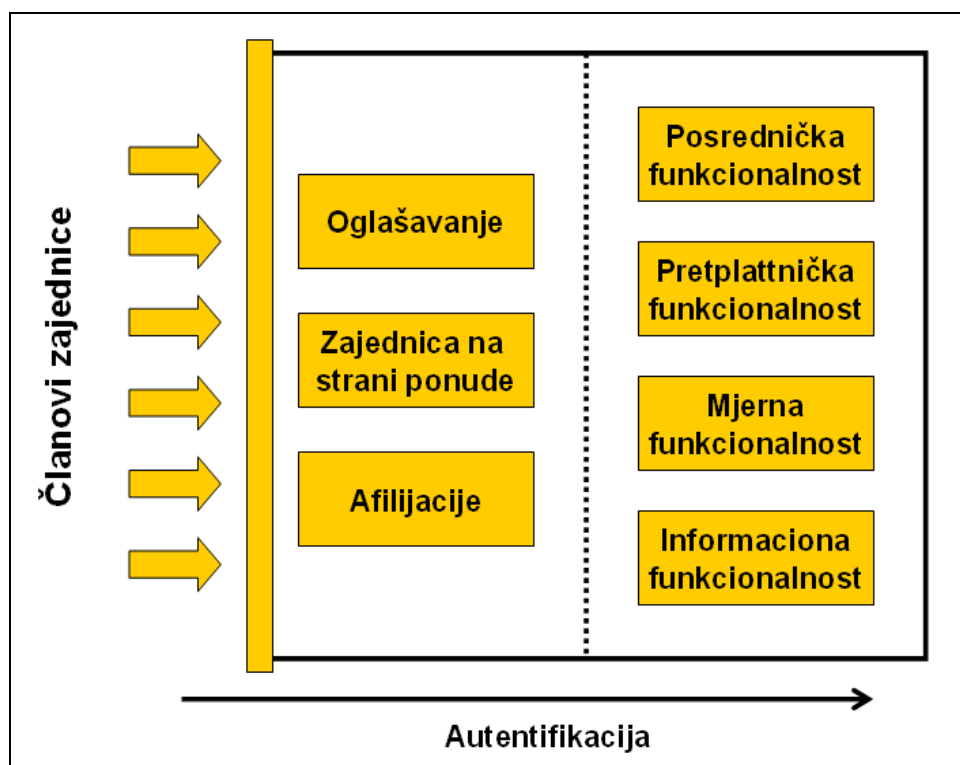 Članovi zajednice
Oglašavanje
Zajednica na
strani ponude
Afilijacije
Posrednička
funkcionalnost
Pretplattnička
funkcionalnost
Mjerna
funkcionalnost
Informaciona
funkcionalnost
Autentifikacija